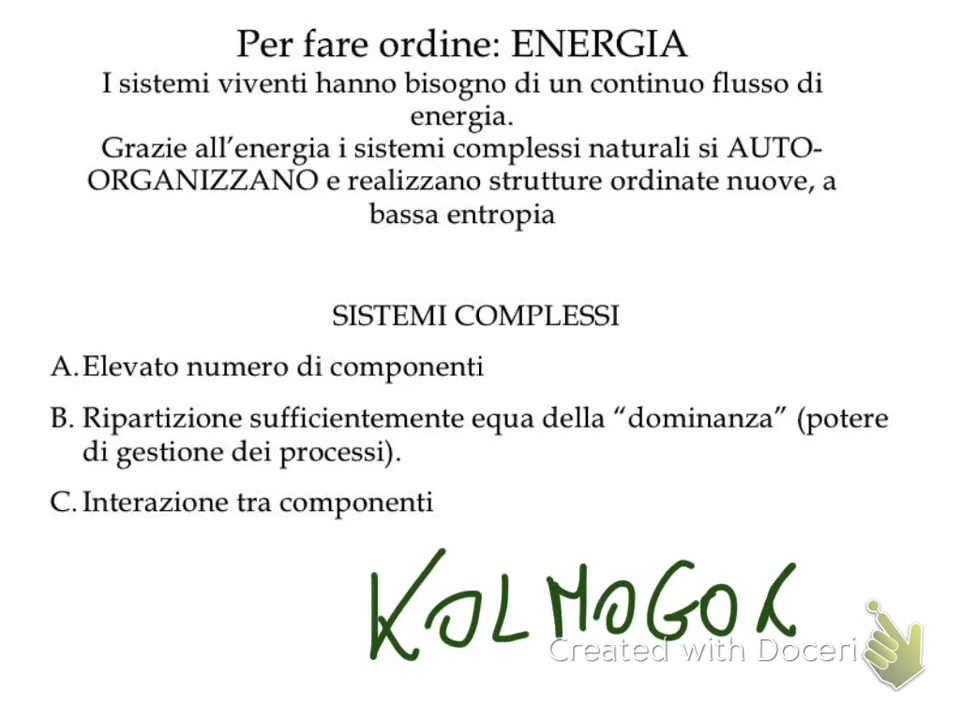 Per fare ordine: ENERGIA
I sistemi viventi hanno bisogno di un continuo flusso di
energia.
Grazie all’energia i sistemi complessi naturali si AUTO-
ORGANIZZANO e realizzano strutture ordinate nuove, a
bassa entropia
SISTEMI COMPLESSI
A. Elevato numero di componenti
B. Ripartizione sufficientemente equa della “dominanza” (potere
di gestione dei processi).
C. Interazione tra componenti
KOLMOGOR
Created with Doceri